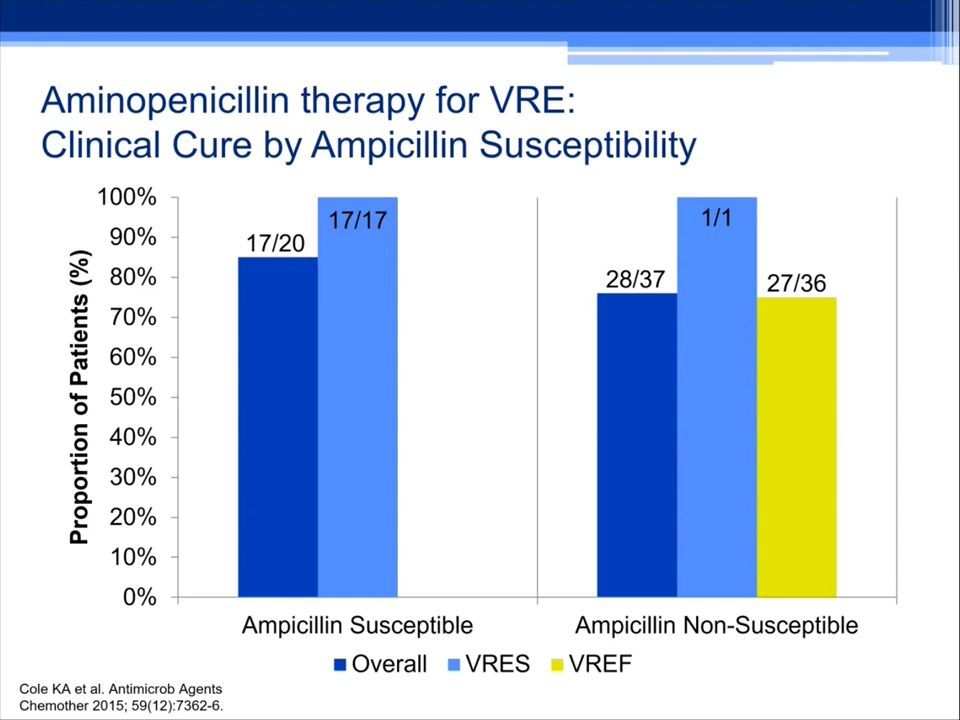 Aminopenicillin therapy for VRE:
Clinical Cure by Ampicillin Susceptibility
Proportion of Patients (%)
100%
90%
80%
70%
60%
50%
40%
30%
20%
10%
0%
17/20
17/17
28/37
1/1
27/36
Ampicillin Susceptible
Ampicillin Non-Susceptible
Overall VRES VREF
Cole KA et al. Antimicrob Agents
Chemother 2015; 59(12):7362-6.